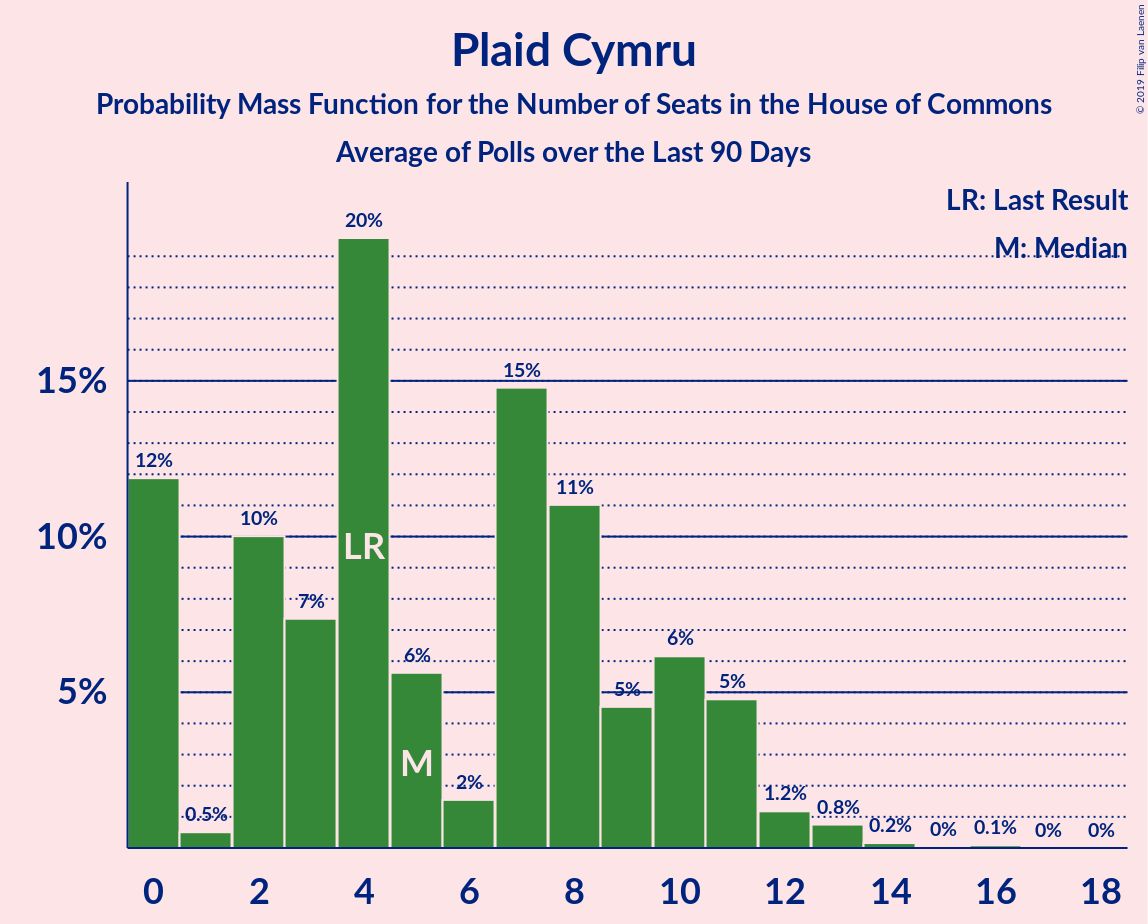 Plaid Cymru
Probability Mass Function for the Number of Seats in the House of Commons
Average of Polls over the Last 90 Days
© 2019 Filip van Laenen
LR: Last Result
M: Median
20%
15%
15%
12%
11%
10%
10%
LR
7%
6%
6%
5%
5%
5%
M
2%
1.2%
0.8%
0.5%
0.2%
0%
0.1%
0%
0%
0 2 4 6 8 10 12 14 16 18